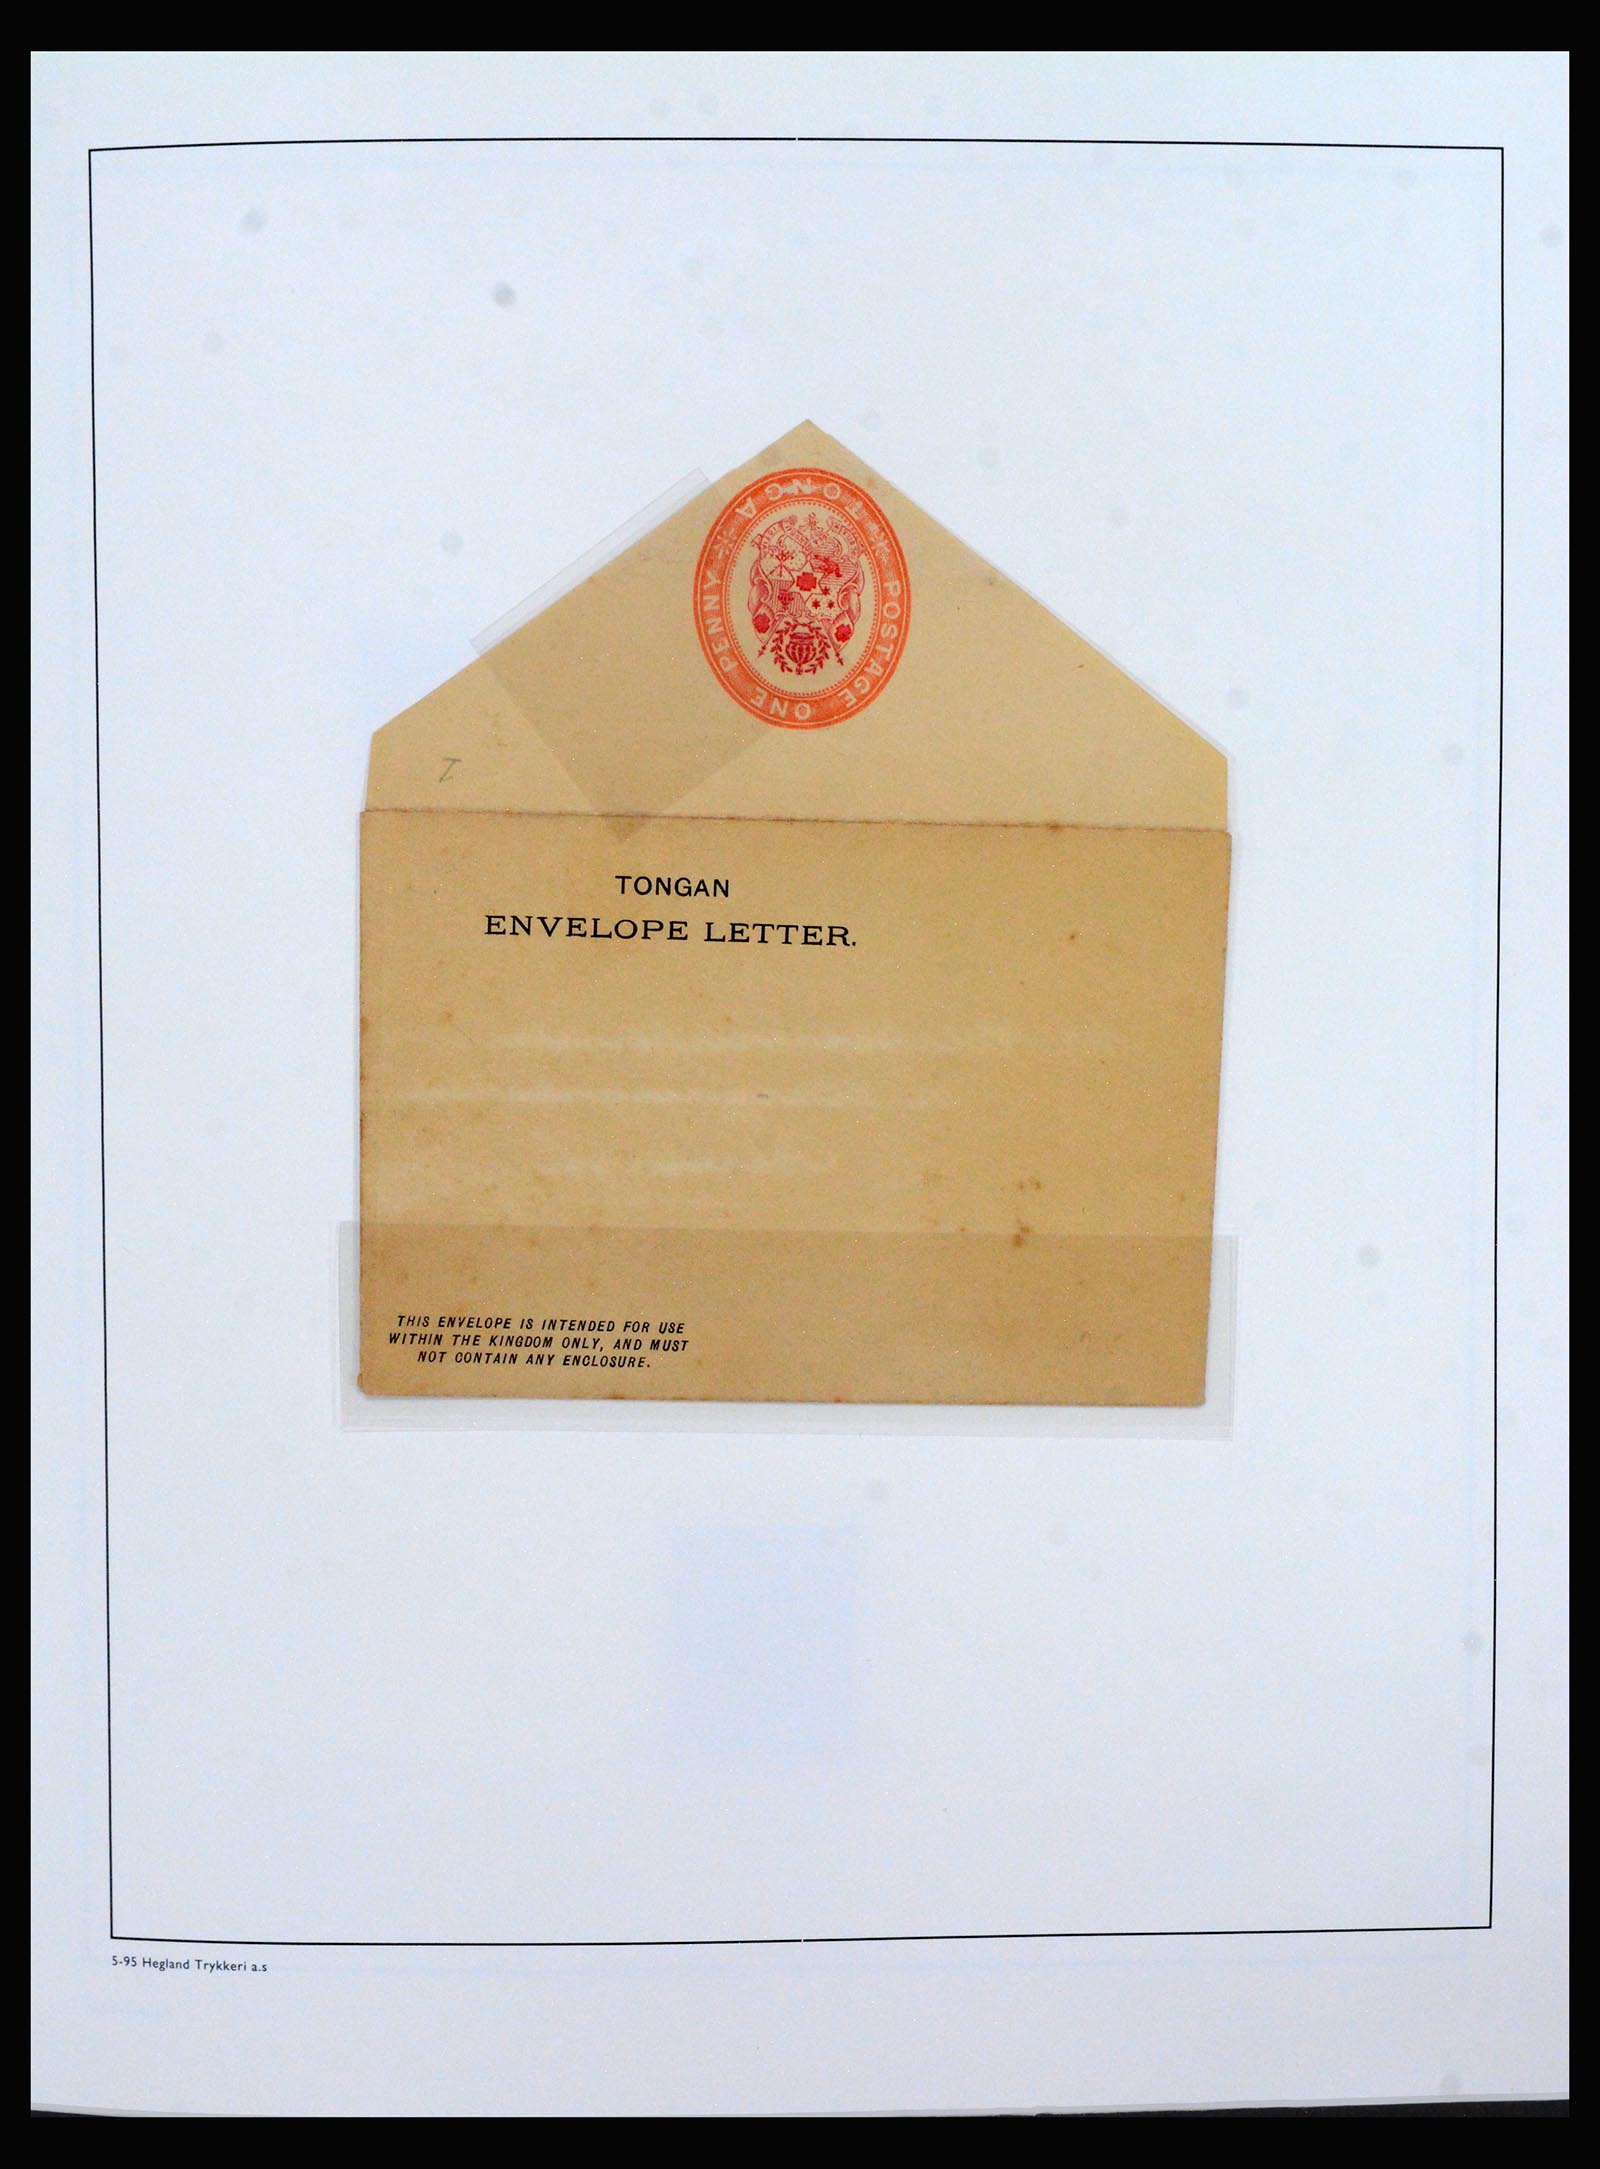 TONGA * POSTAGE ONE PENNY *
I
TONGAN
ENVELOPE LETTER.
THIS ENVELOPE IS INTENDED FOR USE
WITHIN THE KINGDOM ONLY, AND MUST
NOT CONTAIN ANY ENCLOSURE.
5-95 Hegland Trykkeri a.s